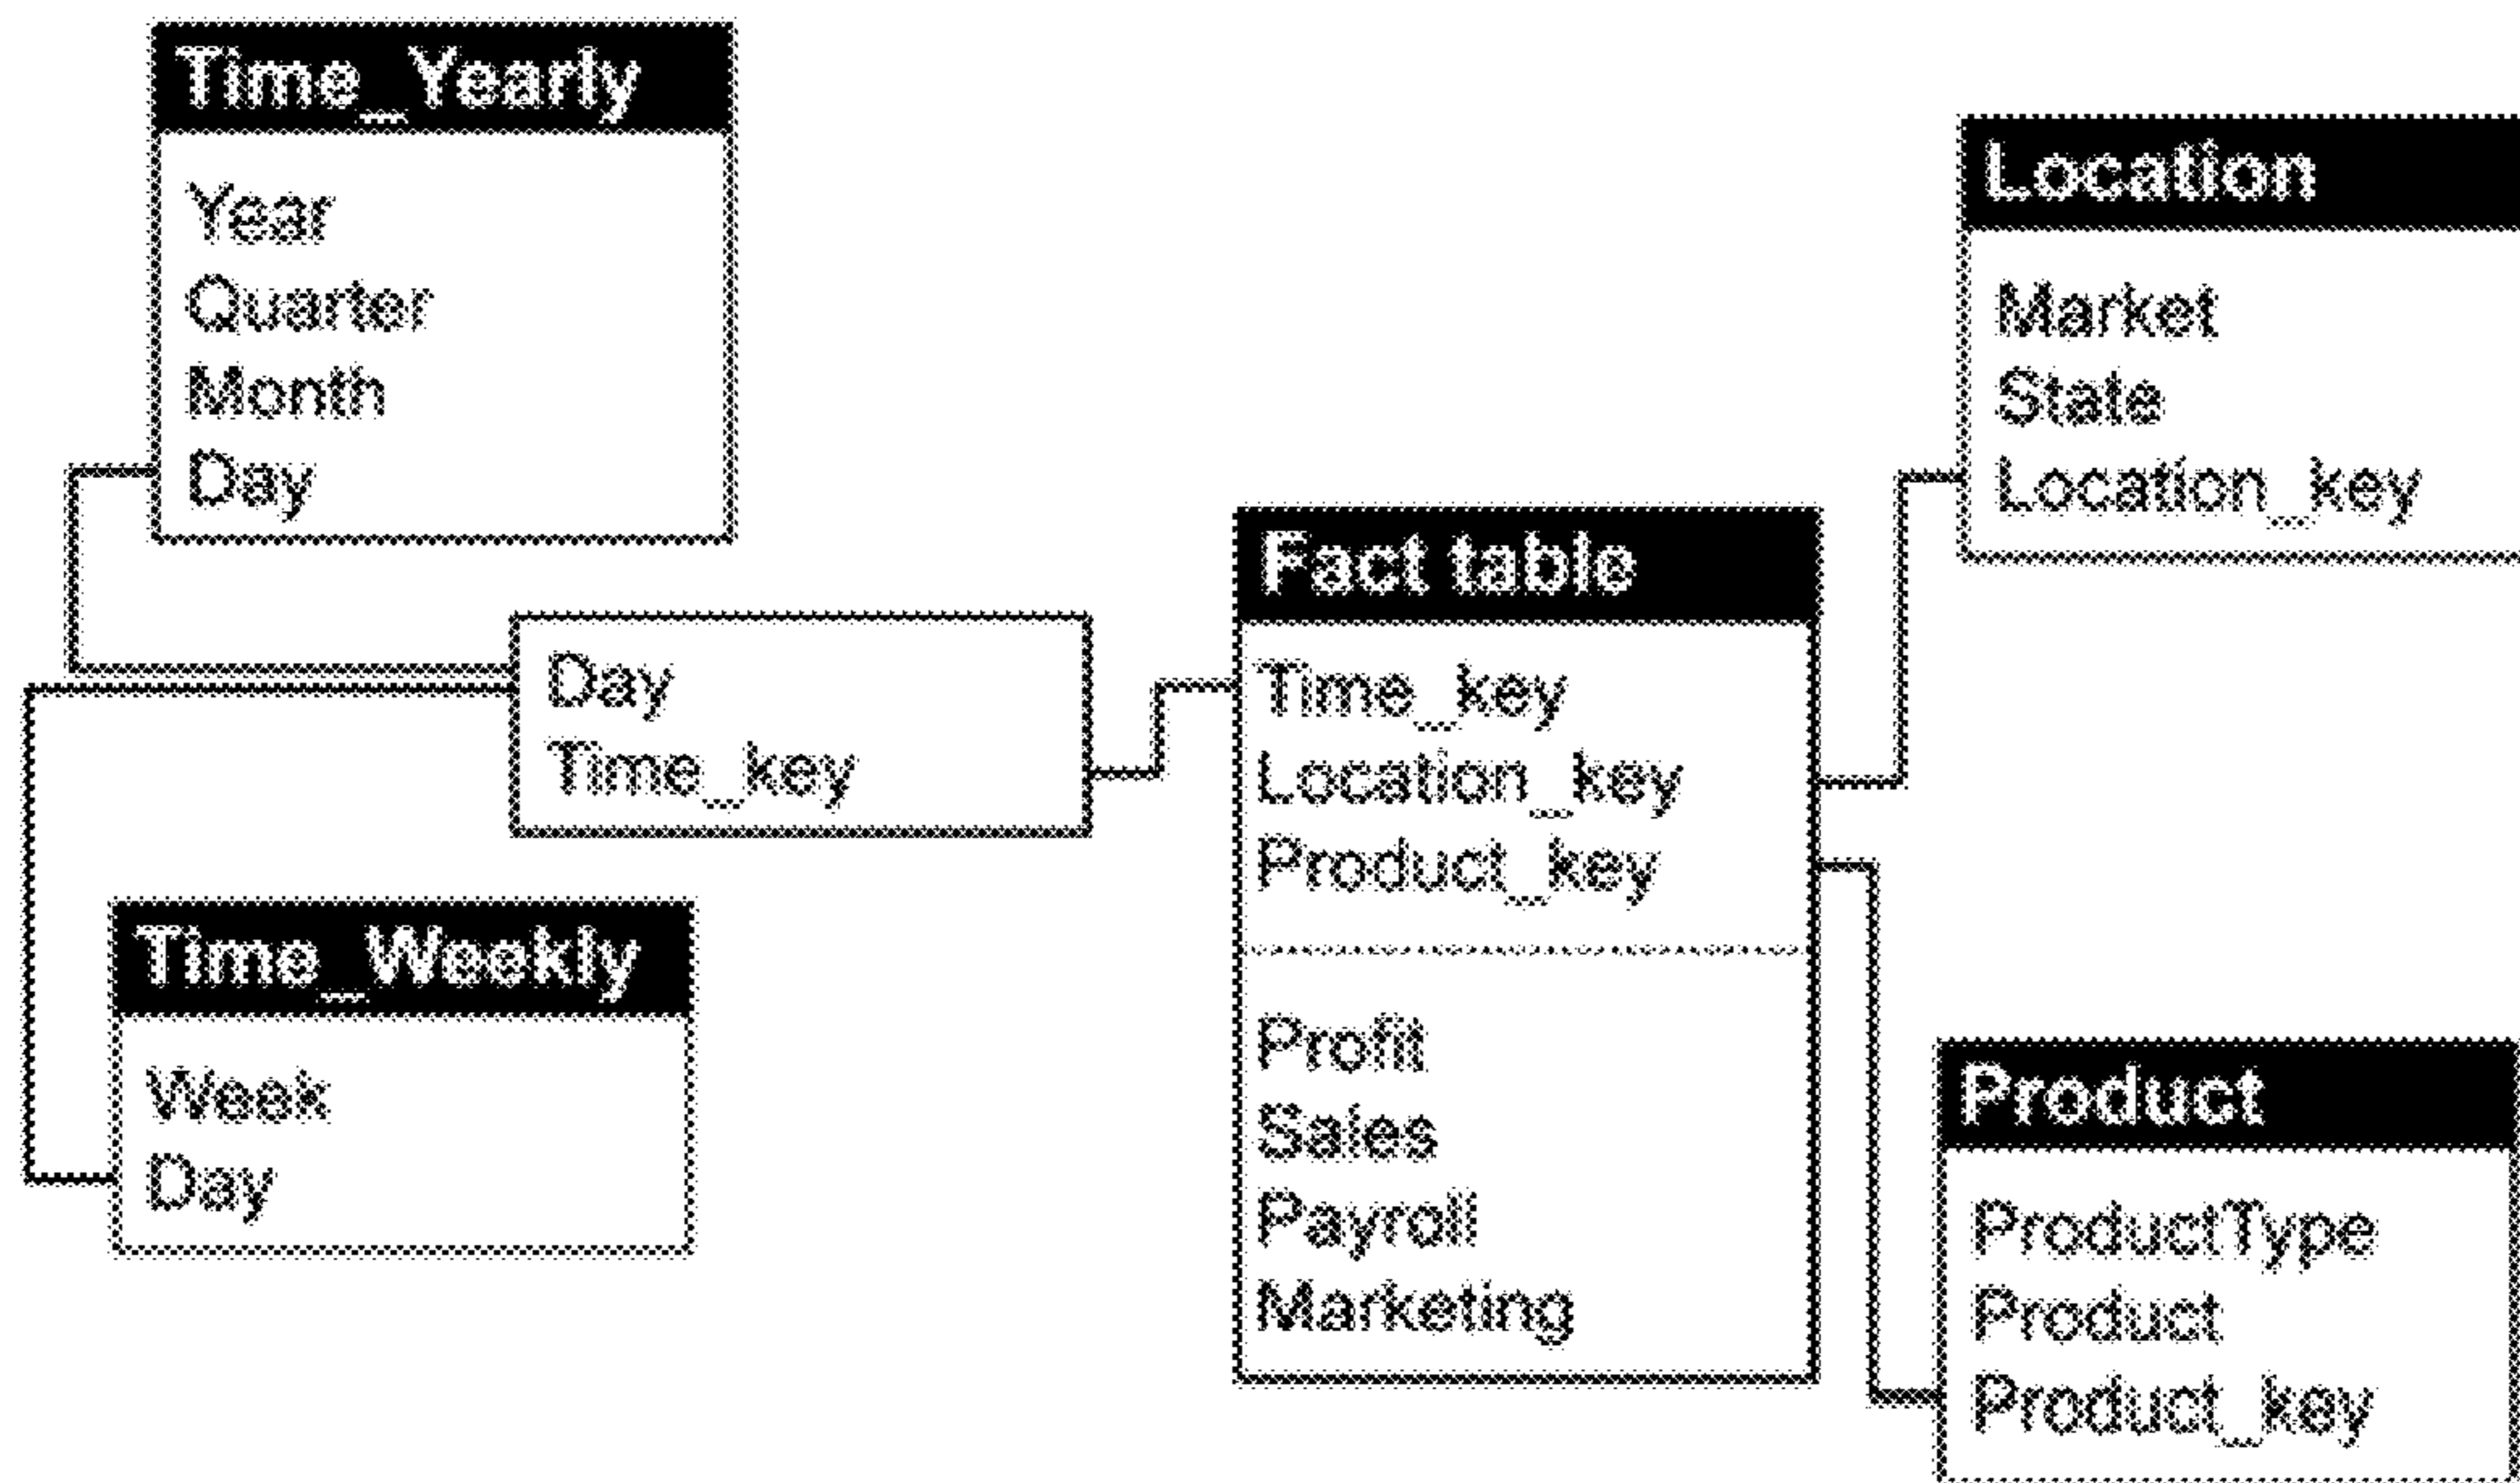 Time_Yearly
Year
Quarter
Month
Day
Day
Time_key
Time_Weekly
Week
Day
Fact table
Time_key
Location_key
Product_key
Profit
Sales
Payroll
Marketing
Location
Market
State
Location_key
Product
ProductType
Product
Product_key